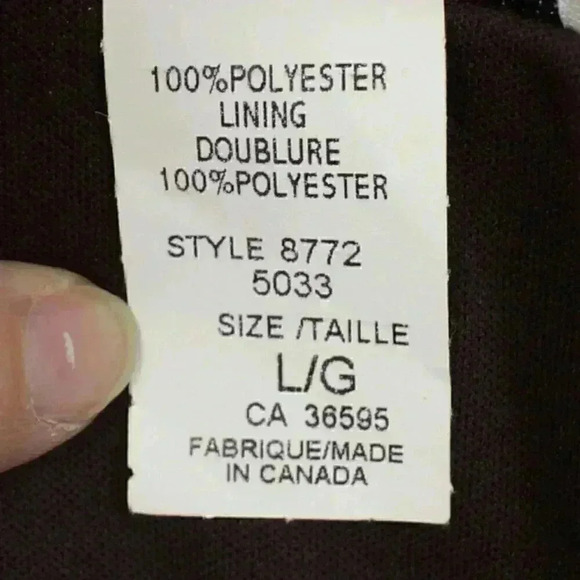 100%POLYESTER
LINING
DOUBLURE
100%POLYESTER
STYLE 8772
5033
SIZE /TAILLE
L/G
CA 36595
FABRIQUE/MADE
IN CANADA